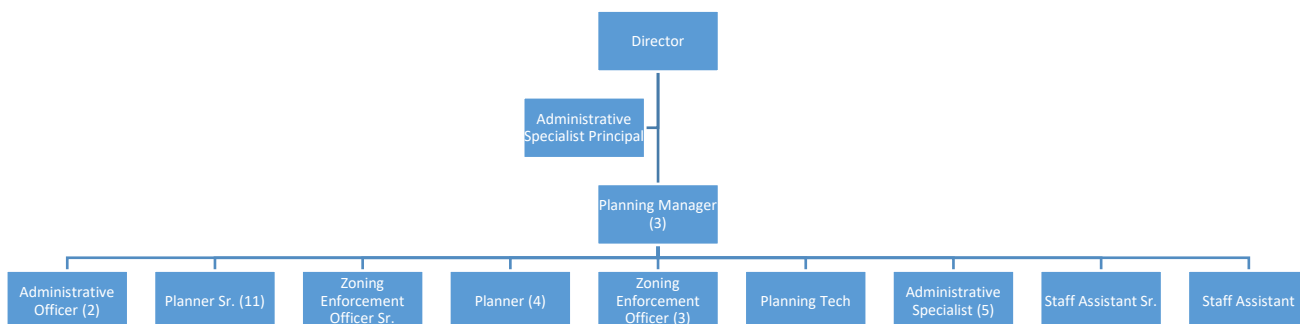 Director
Administrative
Specialist Principal
Planning Manager
(3)
Administrative
Officer (2)
Planner Sr. (11)
Zoning
Enforcement
Officer Sr.
Planner (4)
Zoning
Enforcement
Officer (3)
Planning Tech
Administrative
Specialist (5)
Staff Assistant Sr.
Staff Assistant